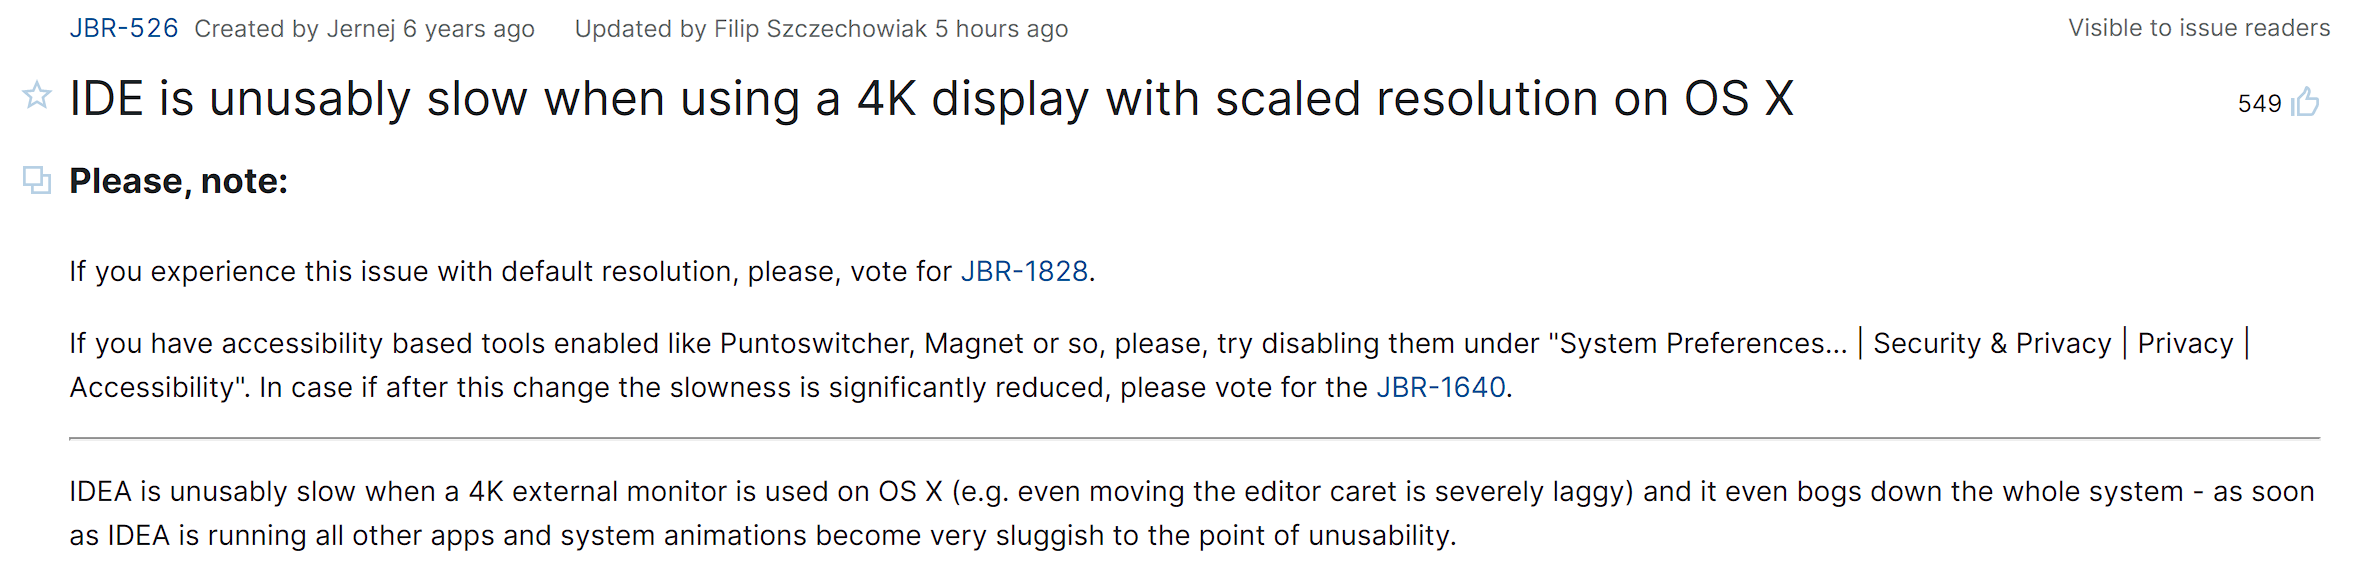 JBR-526 Created by Jernej 6 years ago Updated by Filip Szczechowiak 5 hours ago Visible to issue readers
IDE is unusably slow when using a 4K display with scaled resolution on OS X 549
Please, note:
If you experience this issue with default resolution, please, vote for JBR-1828.
If you have accessibility based tools enabled like Puntoswitcher, Magnet or so, please, try disabling them under "System Preferences... | Security & Privacy | Privacy |
Accessibility". In case if after this change the slowness is significantly reduced, please vote for the JBR-1640.
IDEA is unusably slow when a 4K external monitor is used on OS X (e.g. even moving the editor caret is severely laggy) and it even bogs down the whole system - as soon
as IDEA is running all other apps and system animations become very sluggish to the point of unusability.